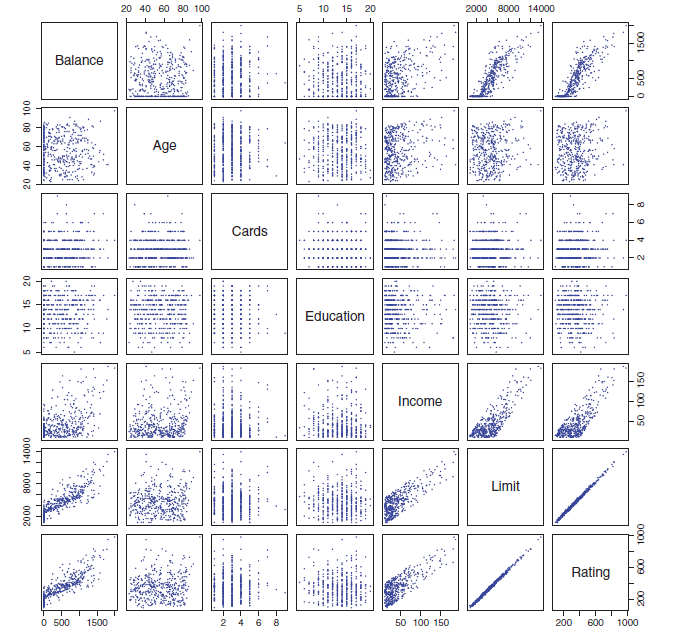 20 40 60 80 100 5 10 15 20 2000 8000 14000
Balance
0 500 1500
20 40 60 80 100
Age
Cards
2 4 6 8
5 10 15 20
Education
Income
50 100 150
2000 8000 14000
Limit
200 600 1000
Rating
0 500 1500 2 4 6 8 50 100 150 200 600 1000